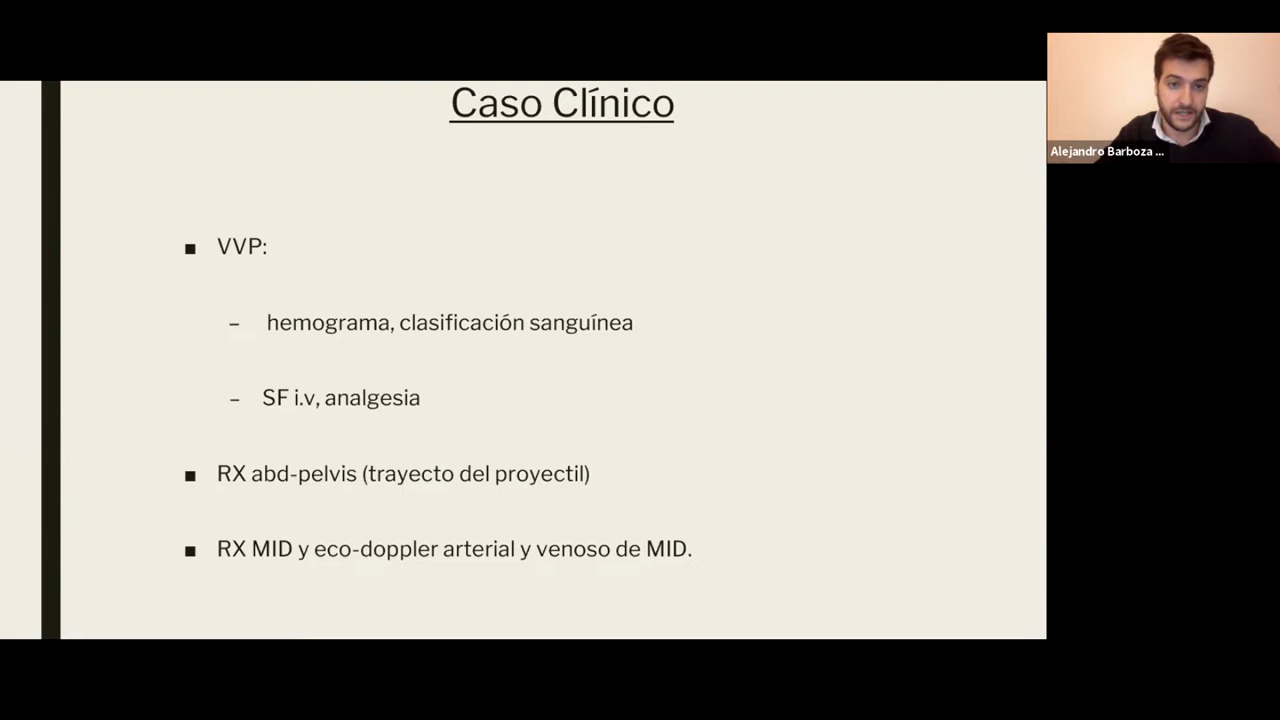 Caso Clínico
Alejandro Barboza ...
■ VVP:
– hemograma, clasificación sanguínea
– SF i.v, analgesia
■ RX abd-pelvis (trayecto del proyectil)
■ RX MID y eco-doppler arterial y venoso de MID.